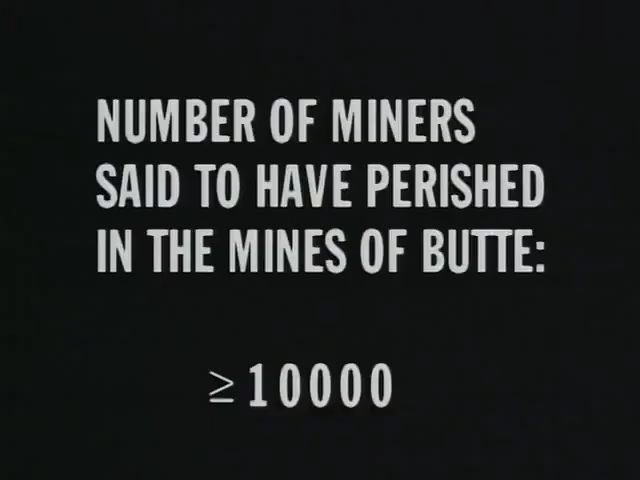 NUMBER OF MINERS
SAID TO HAVE PERISHED
IN THE MINES OF BUTTE:
≥10000